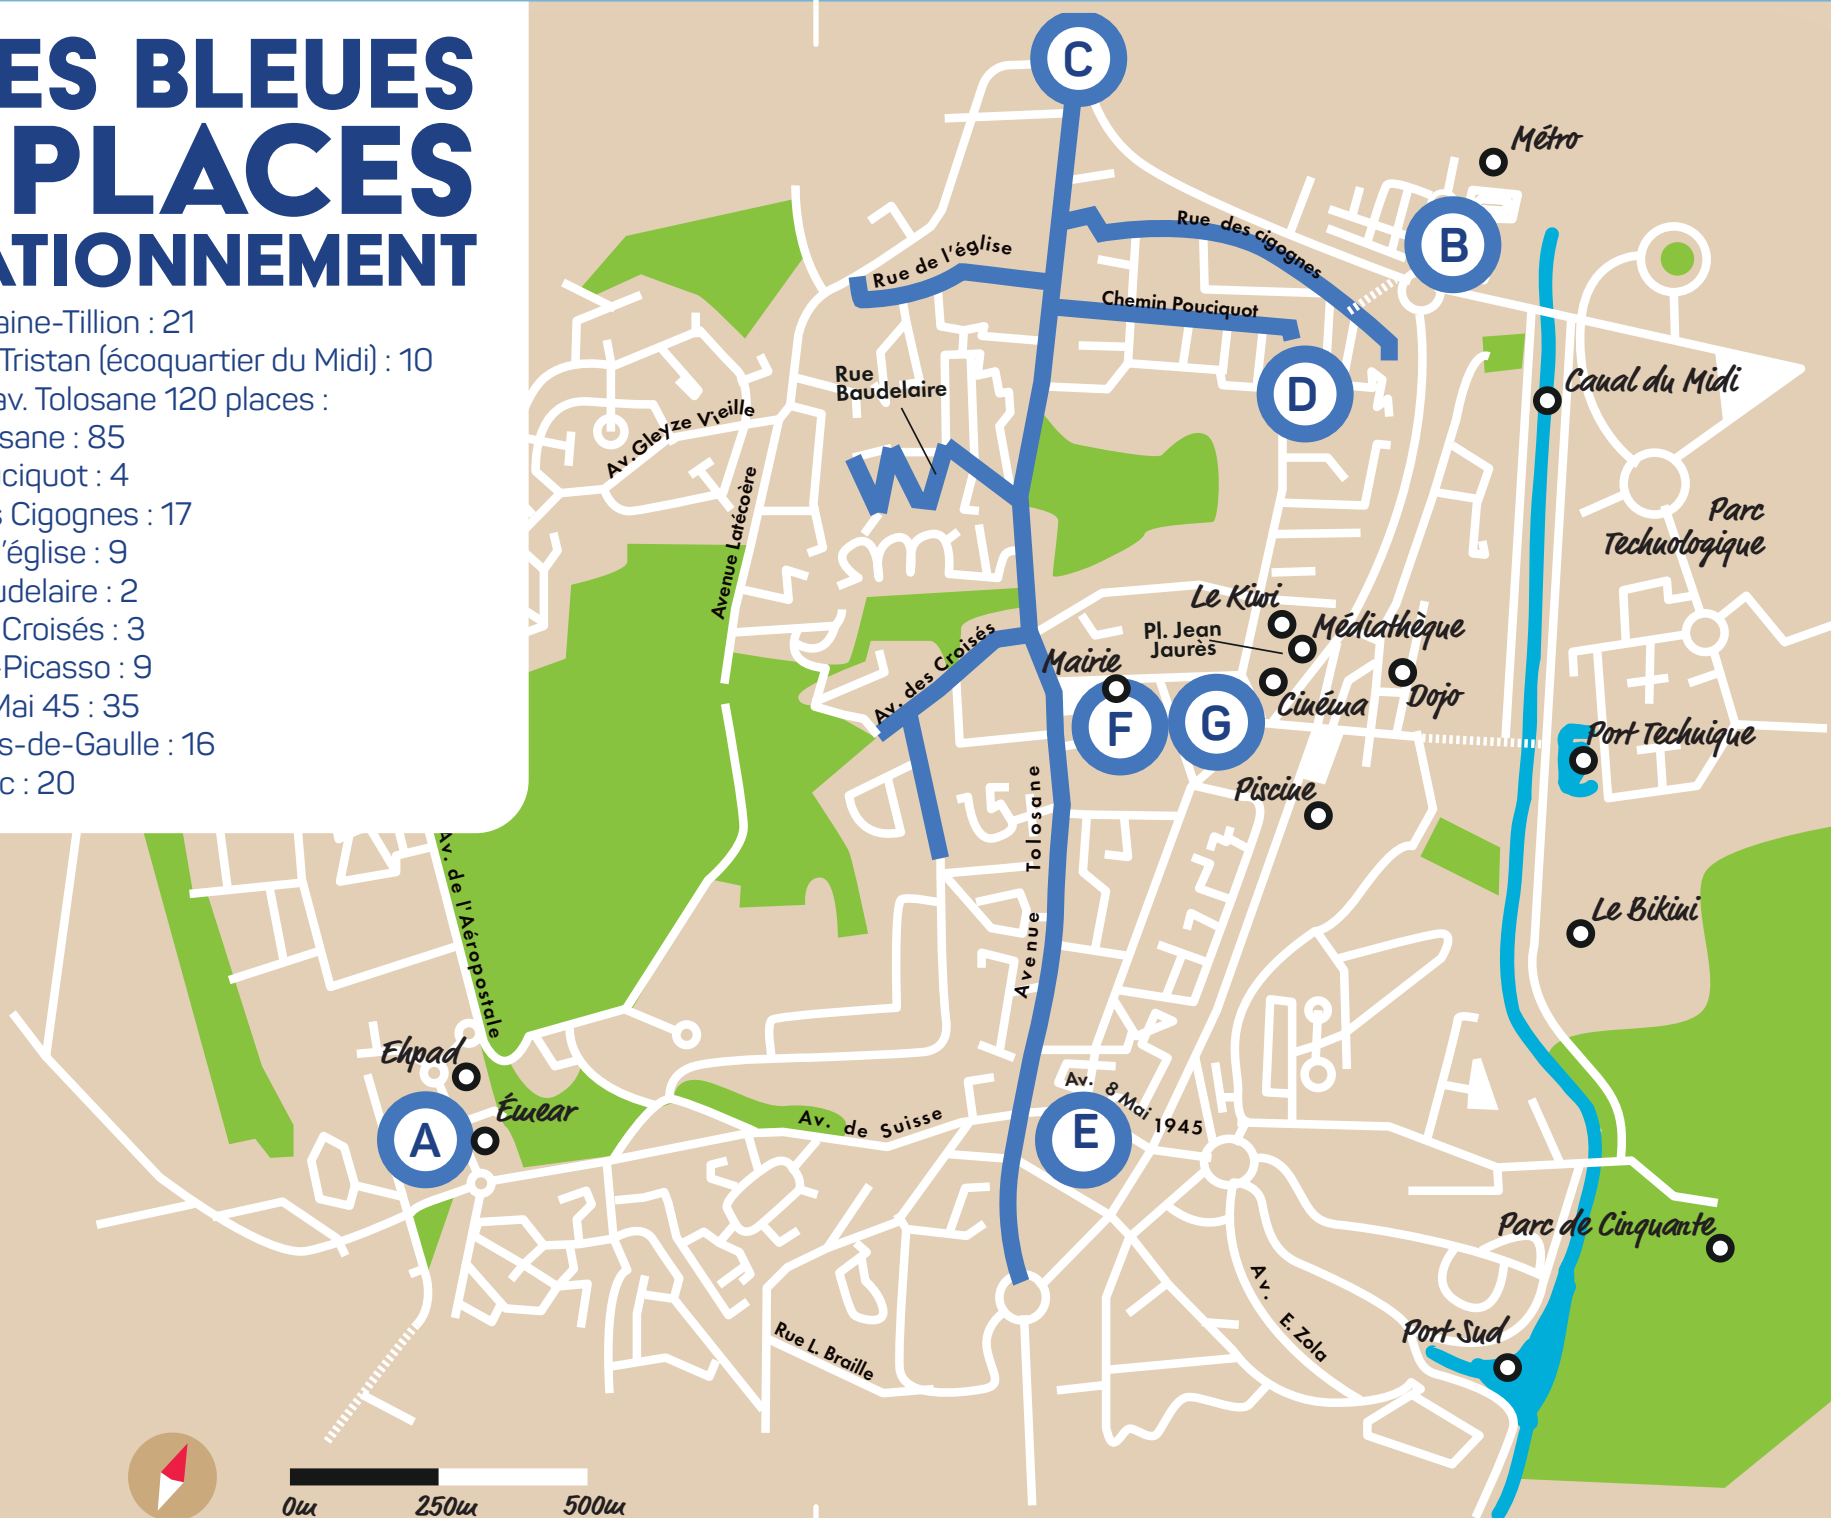 ES BLEUES
PLACES
ATIONNEMENT
aine-Tillion : 21
Tristan (écoquartier du Midi) : 10
av. Tolosane 120 places :
sane : 85
ciquot : 4
s Cigognes : 17
l'église : 9
udelaire : 2
Croisés : 3
-Picasso : 9
Mai 45 : 35
s-de-Gaulle : 16
c : 20
C
Métro
B
Rue des cigognes
Rue de l'église
Chemin Pouciquot
Rue
Baudelaire
D
Canal du Midi
Av. Gleyze Vieille
Avenue Latécoère
Parc
Technologique
Le Kiwi
Pl. Jean
Jaurès
Médiathèque
Mairie
Av. des Croisés
Cinéma
Dojo
F
G
Port Technique
Piscine
Avenue Tolosane
Av. de l'Aéropostale
Le Bikini
Ehpad
Émear
A
Av. de Suisse
Av. 8 Mai 1945
E
Parc de Cinquante
Av. E. Zola
Port Sud
Rue L. Braille
0m
250m
500m